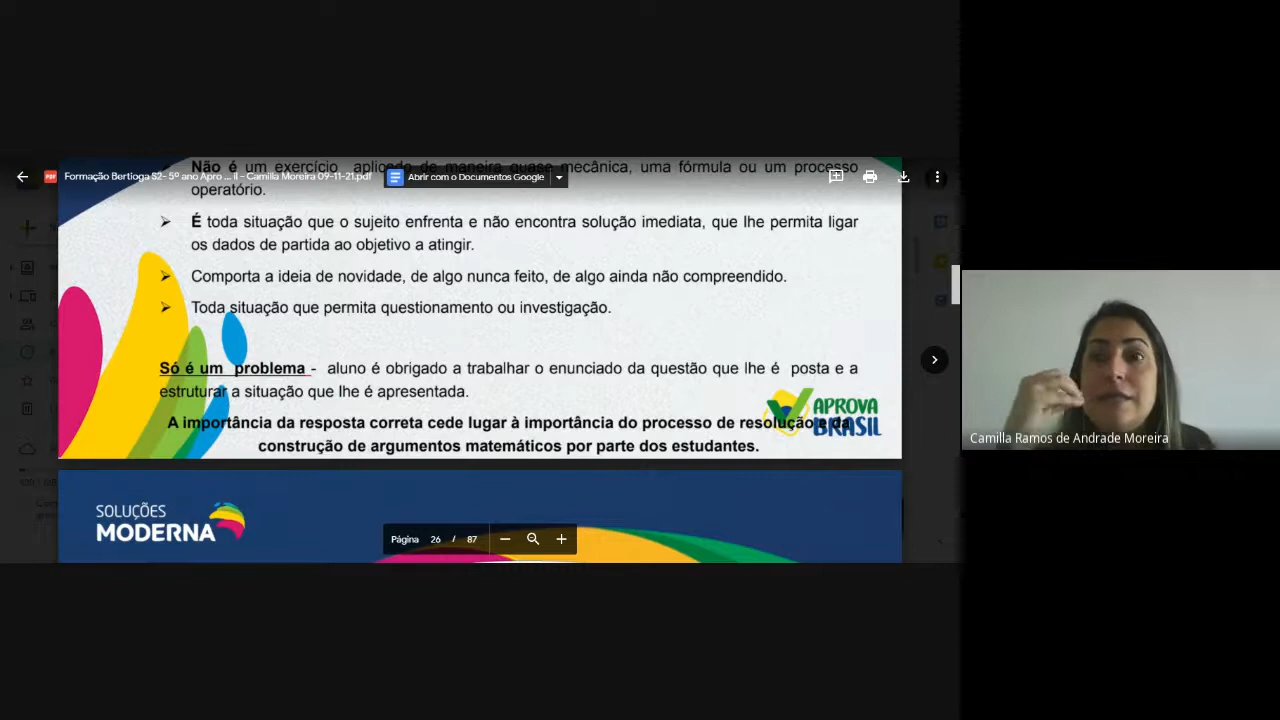 Não é um exercício aplicado de maneira quase mecânica, uma fórmula ou um processo
Formação Bertioga S2- 5º ano Apro ... il - Camilla Moreira 09-11-21.pdf
Abrir com o Documentos Google
operatório.
É toda situação que o sujeito enfrenta e não encontra solução imediata, que lhe permita ligar
os dados de partida ao objetivo a atingir.
Comporta a ideia de novidade, de algo nunca feito, de algo ainda não compreendido.
Toda situação que permita questionamento ou investigação.
Só é um problema - aluno é obrigado a trabalhar o enunciado da questão que lhe é posta e a
estruturar a situação que lhe é apresentada.
APROVA
BRASIL
A importância da resposta correta cede lugar à importância do processo de resolução e da
construção de argumentos matemáticos por parte dos estudantes.
SOLUÇÕES
MODERNA
Página 26 / 87
Camilla Ramos de Andrade Moreira